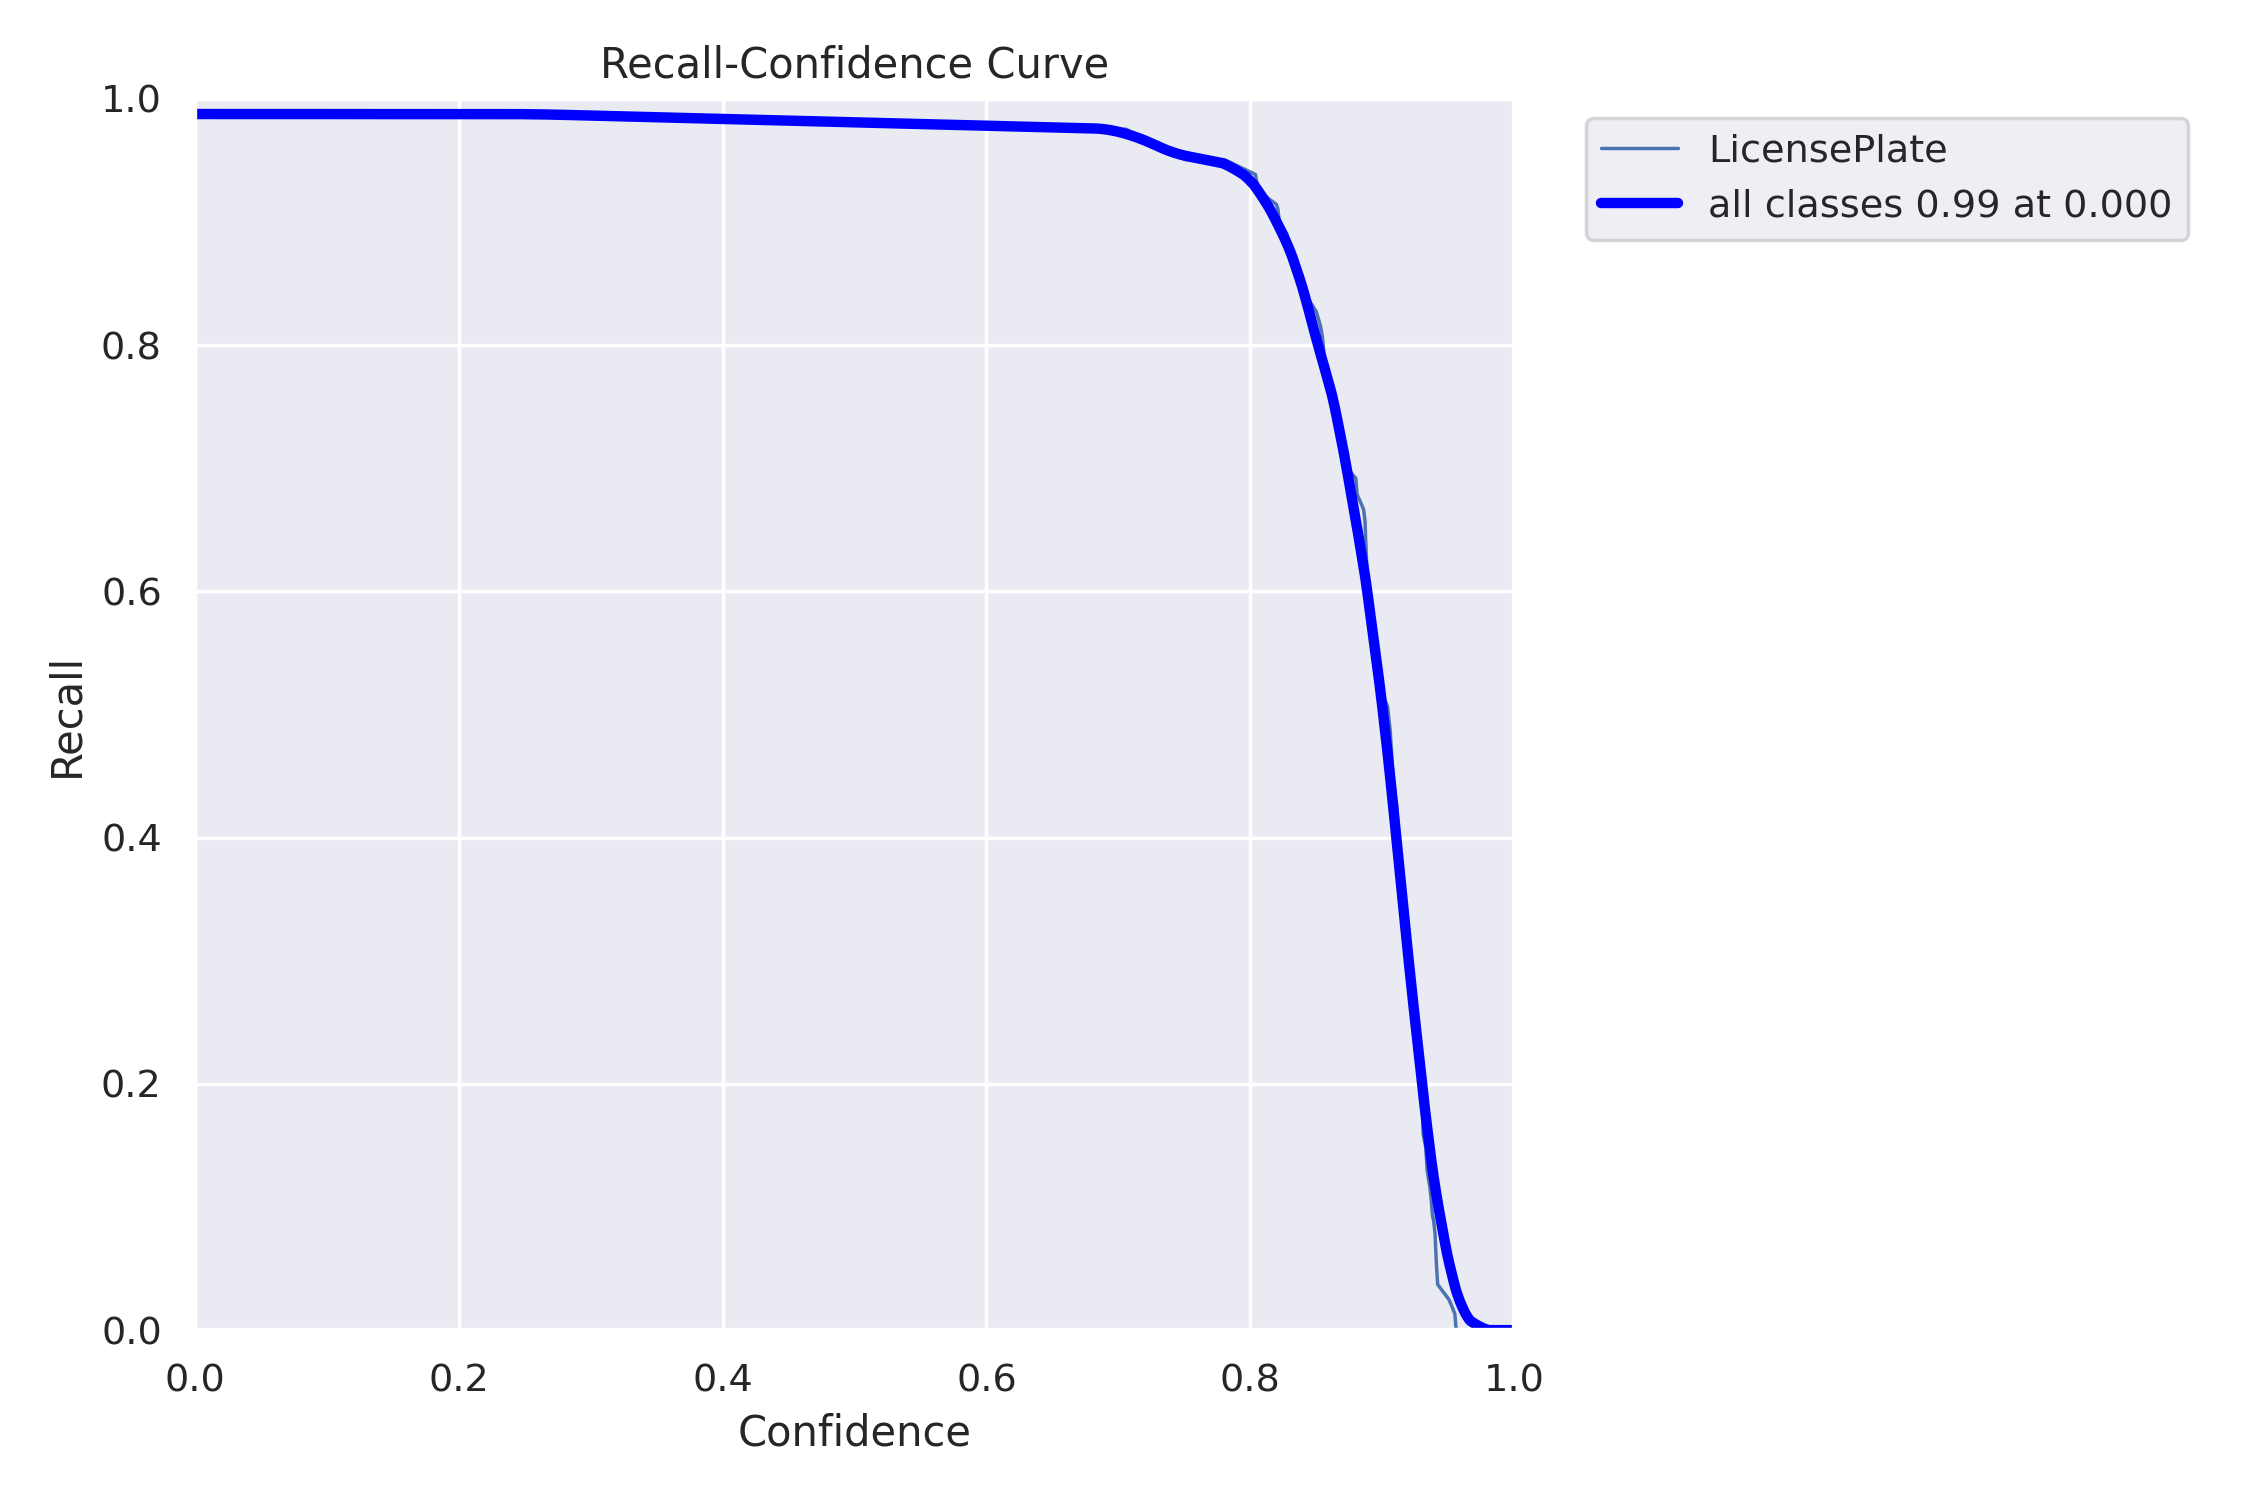 Recall-Confidence Curve
1.0
0.8
0.6
0.4
0.2
0.0
Recall
0.0 0.2 0.4 0.6 0.8 1.0
Confidence
LicensePlate
all classes 0.99 at 0.000